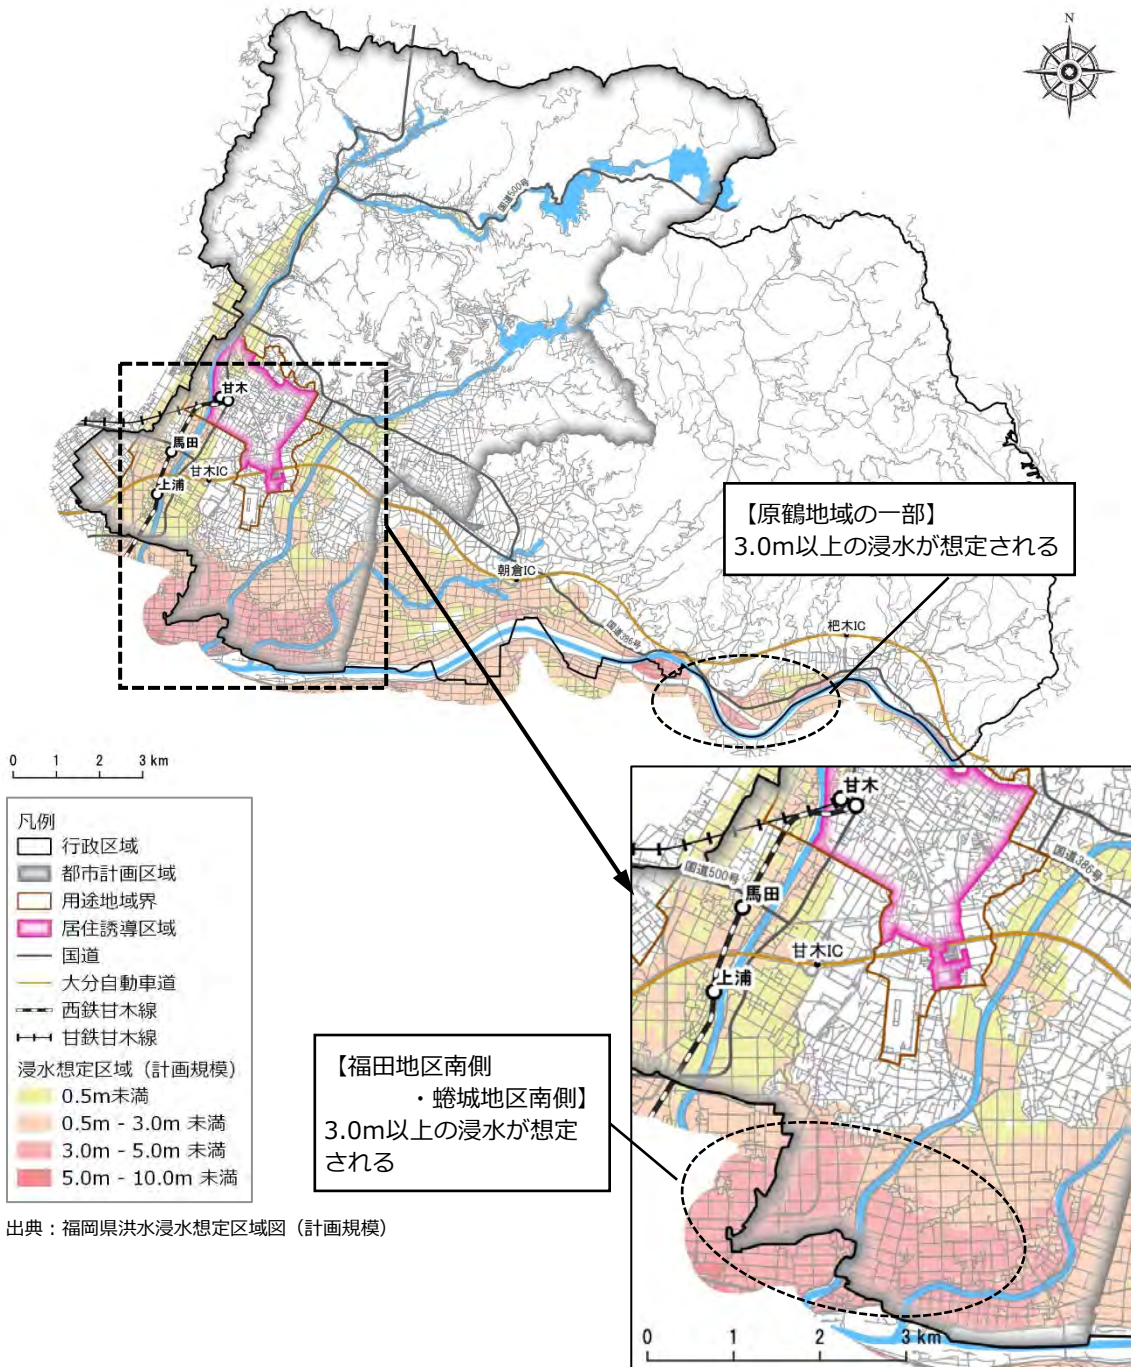 N
国道500号
甘木
馬田
甘木IC
上浦
【原鶴地域の一部】
3.0m以上の浸水が想定される
朝倉IC
国道386号
杷木IC
0 1 2 3 km
凡例
行政区域
都市計画区域
用途地域界
居住誘導区域
国道
大分自動車道
西鉄甘木線
甘鉄甘木線
浸水想定区域（計画規模）
0.5m未満
0.5m - 3.0m 未満
3.0m - 5.0m 未満
5.0m - 10.0m 未満
出典：福岡県洪水浸水想定区域図（計画規模）
【福田地区南側
・蜷城地区南側】
3.0m以上の浸水が想定
される
甘木
国道500号
国道386号
馬田
甘木IC
上浦
0 1 2 3 km